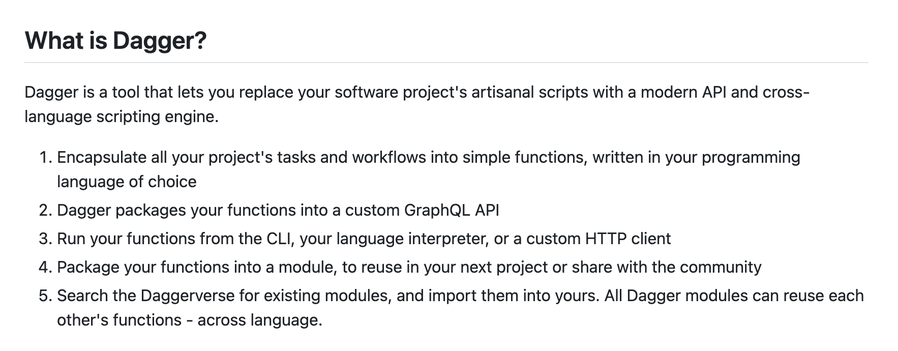 What is Dagger?
Dagger is a tool that lets you replace your software project's artisanal scripts with a modern API and cross-
language scripting engine.
1. Encapsulate all your project's tasks and workflows into simple functions, written in your programming
language of choice
2. Dagger packages your functions into a custom GraphQL API
3. Run your functions from the CLI, your language interpreter, or a custom HTTP client
4. Package your functions into a module, to reuse in your next project or share with the community
5. Search the Daggerverse for existing modules, and import them into yours. All Dagger modules can reuse each
other's functions - across language.